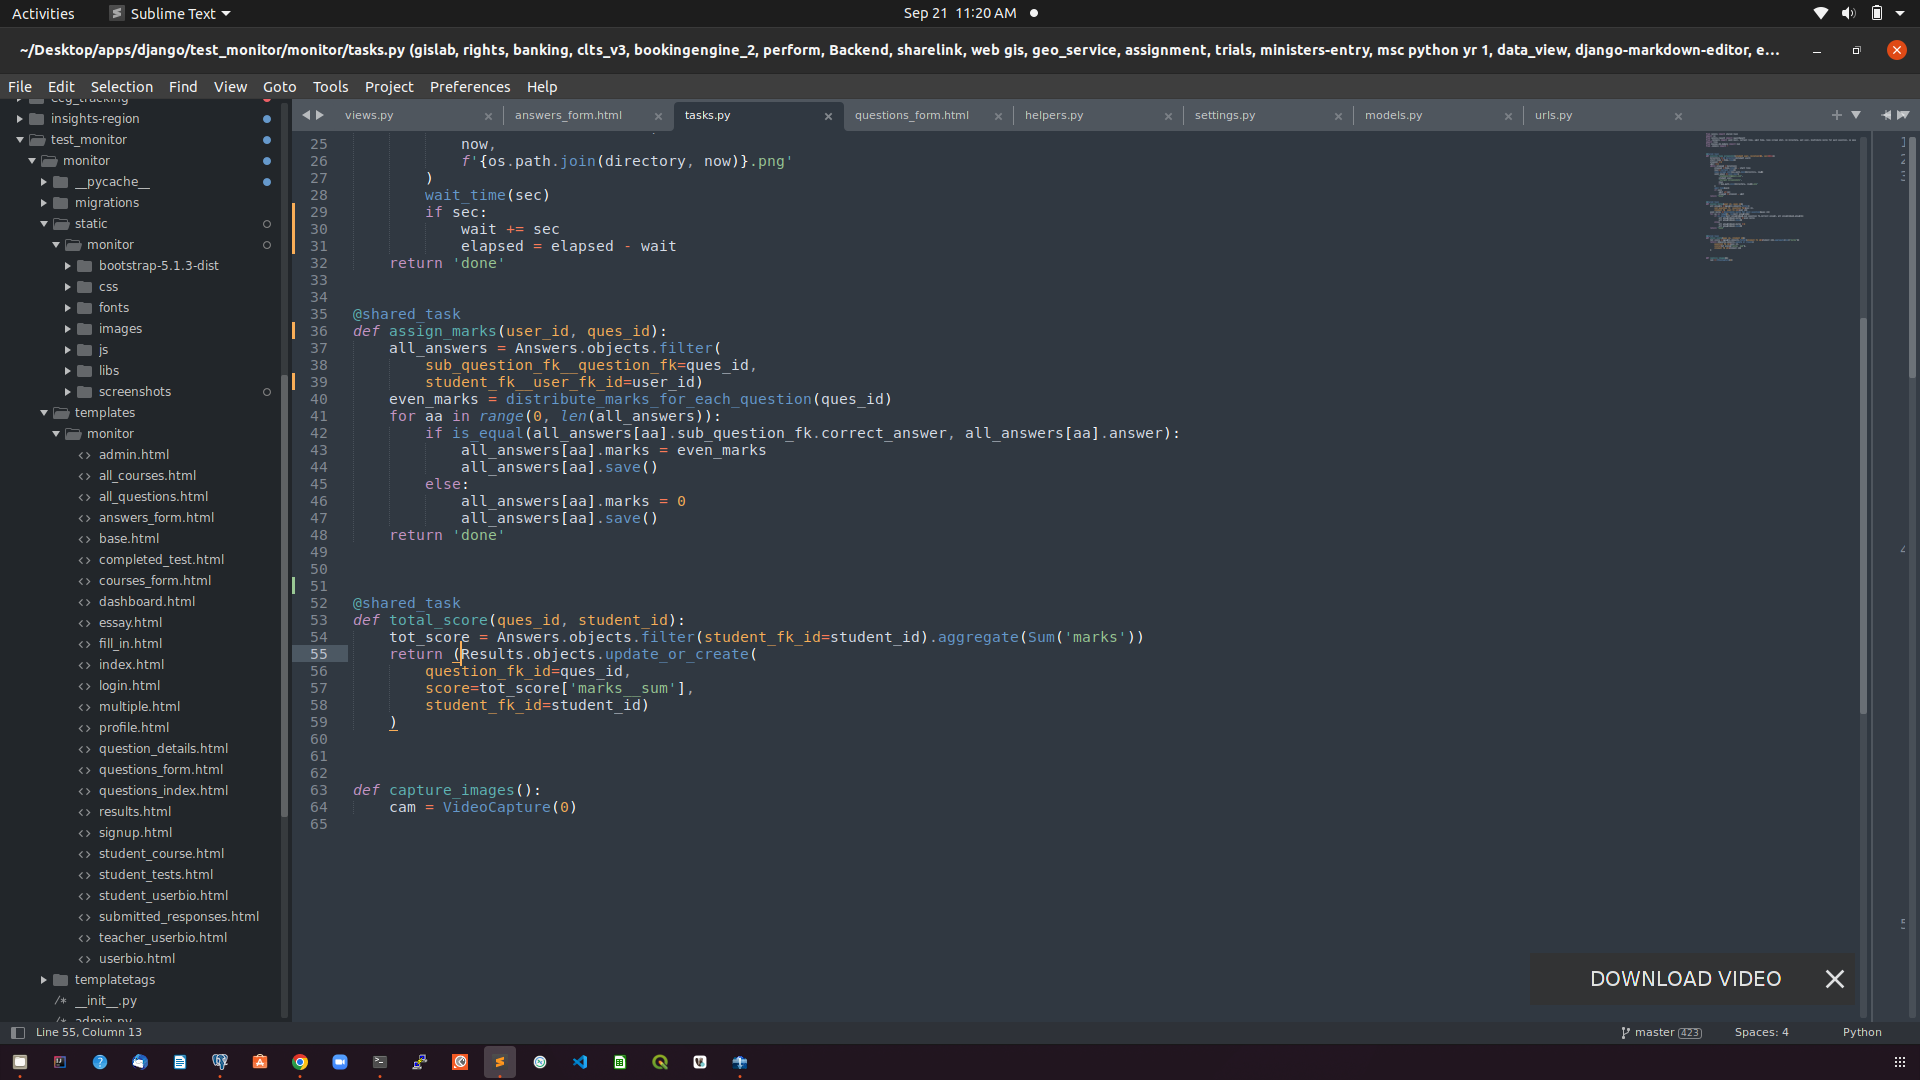 Activities Sublime Text Sep 21 11:20 AM
~/Desktop/apps/django/test_monitor/monitor/tasks.py (gislab, rights, banking, clts_v3, bookingengine_2, perform, Backend, sharelink, web gis, geo_service, assignment, trials, ministers-entry, msc python yr 1, data_view, django-markdown-editor, e...
File Edit Selection Find View Goto Tools Project Preferences Help
insights-region
test_monitor
monitor
__pycache__
migrations
static
monitor
bootstrap-5.1.3-dist
css
fonts
images
js
libs
screenshots
templates
monitor
<> admin.html
<> all_courses.html
<> all_questions.html
<> answers_form.html
<> base.html
<> completed_test.html
<> courses_form.html
<> dashboard.html
<> essay.html
<> fill_in.html
<> index.html
<> login.html
<> multiple.html
<> profile.html
<> question_details.html
<> questions_form.html
<> questions_index.html
<> results.html
<> signup.html
<> student_course.html
<> student_tests.html
<> student_userbio.html
<> submitted_responses.html
<> teacher_userbio.html
<> userbio.html
templatetags
/* __init__.py
views.py answers_form.html tasks.py questions_form.html helpers.py settings.py models.py urls.py
25 now,
26 f'{os.path.join(directory, now)}.png'
27 )
28 wait_time(sec)
29 if sec:
30 wait += sec
31 elapsed = elapsed - wait
32 return 'done'
33
34
35 @shared_task
36 def assign_marks(user_id, ques_id):
37 all_answers = Answers.objects.filter(
38 sub_question_fk__question_fk=ques_id,
39 student_fk__user_fk_id=user_id)
40 even_marks = distribute_marks_for_each_question(ques_id)
41 for aa in range(0, len(all_answers)):
42 if is_equal(all_answers[aa].sub_question_fk.correct_answer, all_answers[aa].answer):
43 all_answers[aa].marks = even_marks
44 all_answers[aa].save()
45 else:
46 all_answers[aa].marks = 0
47 all_answers[aa].save()
48 return 'done'
49
50
51
52 @shared_task
53 def total_score(ques_id, student_id):
54 tot_score = Answers.objects.filter(student_fk_id=student_id).aggregate(Sum('marks'))
55 return (Results.objects.update_or_create(
56 question_fk_id=ques_id,
57 score=tot_score['marks__sum'],
58 student_fk_id=student_id)
59 )
60
61
62
63 def capture_images():
64 cam = VideoCapture(0)
65
DOWNLOAD VIDEO
Line 55, Column 13 master 423 Spaces: 4 Python